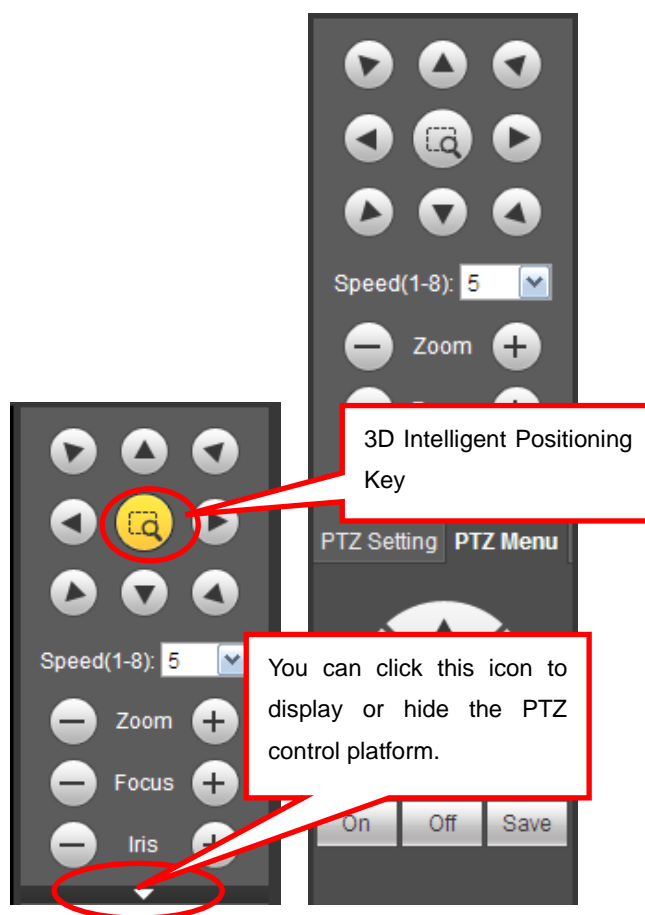 Speed(1-8): 5
Zoom
3D Intelligent Positioning
Key
PTZ Setting PTZ Menu
Speed(1-8): 5
You can click this icon to
display or hide the PTZ
control platform.
Zoom
Focus
Iris
On Off Save